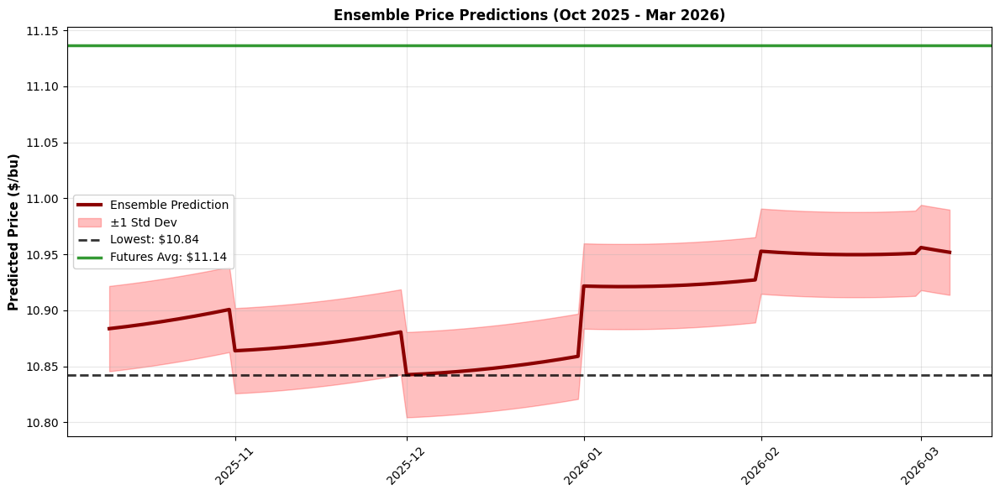 Ensemble Price Predictions (Oct 2025 - Mar 2026)
Predicted Price ($/bu)
11.15
11.10
11.05
11.00
10.95
10.90
10.85
10.80
Ensemble Prediction
±1 Std Dev
Lowest: $10.84
Futures Avg: $11.14
2025-11
2025-12
2026-01
2026-02
2026-03